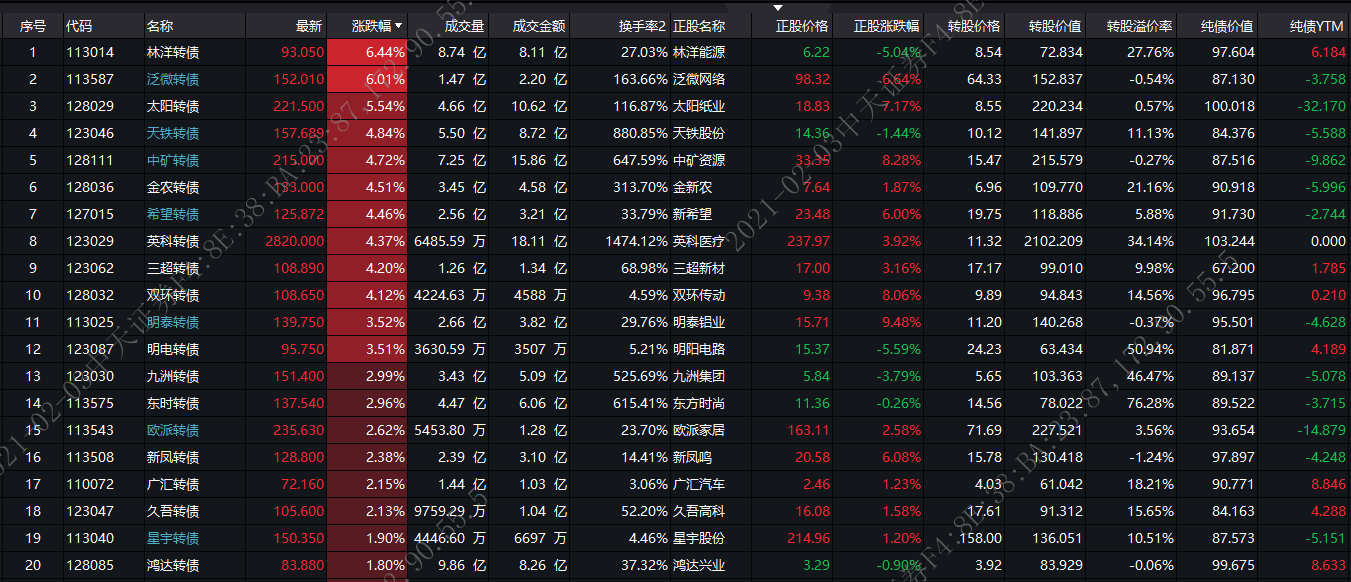 序号 代码 名称 最新 涨跌幅 成交量 成交金额 换手率2 正股名称 正股价格 正股涨跌幅 转股价格 转股价值 转股溢价率 纯债价值 纯债YTM
1 113014 林洋转债 93.050 6.44% 8.74 亿 8.11 亿 27.03% 林洋能源 6.22 -5.04% 8.54 72.834 27.76% 97.604 6.184
2 113587 泛微转债 152.010 6.01% 1.47 亿 2.20 亿 163.66% 泛微网络 98.32 6.64% 64.33 152.837 -0.54% 87.130 -3.758
3 128029 太阳转债 221.500 5.54% 4.66 亿 10.62 亿 116.87% 太阳纸业 18.83 7.17% 8.55 220.234 0.57% 100.018 -32.170
4 123046 天铁转债 157.689 4.84% 5.50 亿 8.72 亿 880.85% 天铁股份 14.36 -1.44% 10.12 141.897 11.13% 84.376 -5.588
5 128111 中矿转债 215.000 4.72% 7.25 亿 15.86 亿 647.59% 中矿资源 33.35 8.28% 15.47 215.579 -0.27% 87.516 -9.862
6 128036 金农转债 133.000 4.51% 3.45 亿 4.58 亿 313.70% 金新农 7.64 1.87% 6.96 109.770 21.16% 90.918 -5.996
7 127015 希望转债 125.872 4.46% 2.56 亿 3.21 亿 33.79% 新希望 23.48 6.00% 19.75 118.886 5.88% 91.730 -2.744
8 123029 英科转债 2820.000 4.37% 6485.59 万 18.11 亿 1474.12% 英科医疗 237.97 3.92% 11.32 2102.209 34.14% 103.244 0.000
9 123062 三超转债 108.890 4.20% 1.26 亿 1.34 亿 68.98% 三超新材 17.00 3.16% 17.17 99.010 9.98% 67.200 1.785
10 128032 双环转债 108.650 4.12% 4224.63 万 4588 万 4.59% 双环传动 9.38 8.06% 9.89 94.843 14.56% 96.795 0.210
11 113025 明泰转债 139.750 3.52% 2.66 亿 3.82 亿 29.76% 明泰铝业 15.71 9.48% 11.20 140.268 -0.37% 95.501 -4.628
12 123087 明电转债 95.750 3.51% 3630.59 万 3507 万 5.21% 明阳电路 15.37 -5.59% 24.23 63.434 50.94% 81.871 4.189
13 123030 九洲转债 151.400 2.99% 3.43 亿 5.09 亿 525.69% 九洲集团 5.84 -3.79% 5.65 103.363 46.47% 89.137 -5.078
14 113575 东时转债 137.540 2.96% 4.47 亿 6.06 亿 615.41% 东方时尚 11.36 -0.26% 14.56 78.022 76.28% 89.522 -3.715
15 113543 欧派转债 235.630 2.62% 5453.80 万 1.28 亿 23.70% 欧派家居 163.11 2.58% 71.69 227.521 3.56% 93.654 -14.879
16 113508 新凤转债 128.800 2.38% 2.39 亿 3.10 亿 14.41% 新凤鸣 20.58 6.08% 15.78 130.418 -1.24% 97.897 -4.248
17 110072 广汇转债 72.160 2.15% 1.44 亿 1.03 亿 3.06% 广汇汽车 2.46 1.23% 4.03 61.042 18.21% 90.771 8.846
18 123047 久吾转债 105.600 2.13% 9759.29 万 1.04 亿 52.20% 久吾高科 16.08 1.58% 17.61 91.312 15.65% 84.163 4.288
19 113040 星宇转债 150.350 1.90% 4446.60 万 6697 万 4.46% 星宇股份 214.96 1.20% 158.00 136.051 10.51% 87.573 -5.151
20 128085 鸿达转债 83.880 1.80% 9.86 亿 8.26 亿 37.32% 鸿达兴业 3.29 -0.90% 3.92 83.929 -0.06% 99.675 8.633